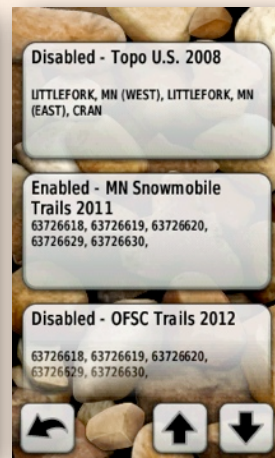 Disabled - Topo U.S. 2008
LITTLEFORK, MN (WEST), LITTLEFORK, MN
(EAST), CRAN
Enabled - MN Snowmobile
Trails 2011
63726618, 63726619, 63726620,
63726629, 63726630,
Disabled - OFSC Trails 2012
63726618, 63726619, 63726620,
63726629, 63726630,